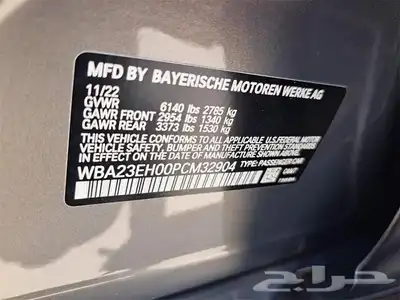 MFD BY BAYERISCHE MOTOREN WERKE AG
11/22
GVWR 6140 lbs 2785 kg
GAWR FRONT 2954 lbs 1340 kg
GAWR REAR 3373 lbs 1530 kg
THIS VEHICLE CONFORMS TO ALL APPLICABLE U.S.FEDERAL MOTOR
VEHICLE SAFETY, BUMPER, AND THEFT PREVENTION STANDARDS
IN EFFECT ON THE DATE OF MANUFACTURE SHOWN ABOVE.
WBA23EH00PCM32904 TYPE: PASSENGER CAR
حراج